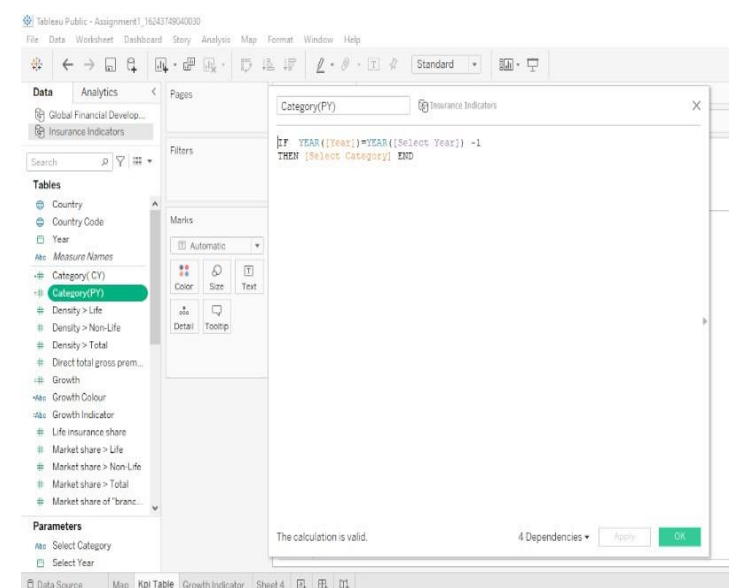 Tableau Public - Assignment1_16243749040030
File Data Worksheet Dashboard Story Analysis Map Format Window Help
Standard
Data Analytics
Pages
Global Financial Develop...
Insurance Indicators
Search
Tables
Country
Country Code
Year
Abc Measure Names
Category( CY)
Category(PY)
Density > Life
Density > Non-Life
Density > Total
Direct total gross prem...
Growth
Abc Growth Colour
Abc Growth Indicator
Life insurance share
Market share > Life
Market share > Non-Life
Market share > Total
Market share of "branc...
Parameters
Abc Select Category
Select Year
Filters
Marks
Automatic
Color Size Text
Detail Tooltip
Category(PY) Insurance Indicators
IF YEAR([Year])=YEAR([Select Year]) -1
THEN [Select Category] END
The calculation is valid. 4 Dependencies Apply OK
Data Source Map Kpi Table Growth Indicator Sheet 4